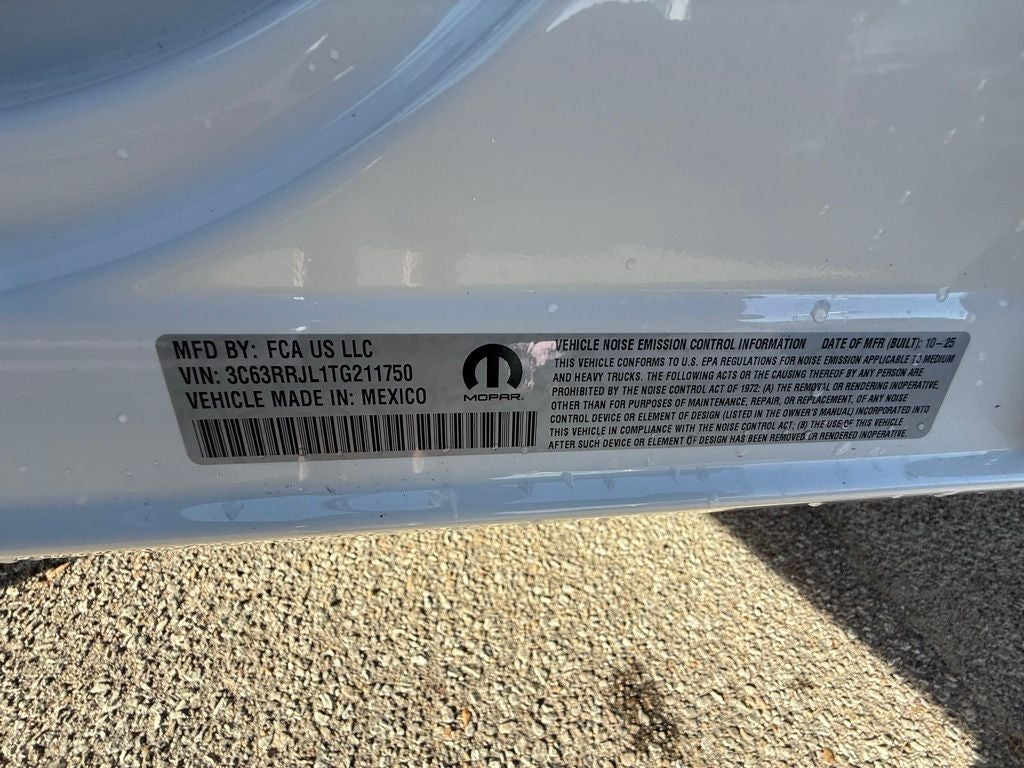 MFD BY: FCA US LLC
VIN: 3C63RRJL1TG211750
VEHICLE MADE IN: MEXICO
MOPAR
VEHICLE NOISE EMISSION CONTROL INFORMATION DATE OF MFR (BUILT): 10-25
THIS VEHICLE CONFORMS TO U.S. EPA REGULATIONS FOR NOISE EMISSION APPLICABLE TO MEDIUM
AND HEAVY TRUCKS. THE FOLLOWING ACTS OR THE CAUSING THEREOF BY ANY PERSON ARE
PROHIBITED BY THE NOISE CONTROL ACT OF 1972: (A) THE REMOVAL OR RENDERING INOPERATIVE,
OTHER THAN FOR PURPOSES OF MAINTENANCE, REPAIR, OR REPLACEMENT, OF ANY NOISE
CONTROL DEVICE OR ELEMENT OF DESIGN (LISTED IN THE OWNER'S MANUAL) INCORPORATED INTO
THIS VEHICLE IN COMPLIANCE WITH THE NOISE CONTROL ACT; (B) THE USE OF THIS VEHICLE
AFTER SUCH DEVICE OR ELEMENT OF DESIGN HAS BEEN REMOVED OR RENDERED INOPERATIVE.